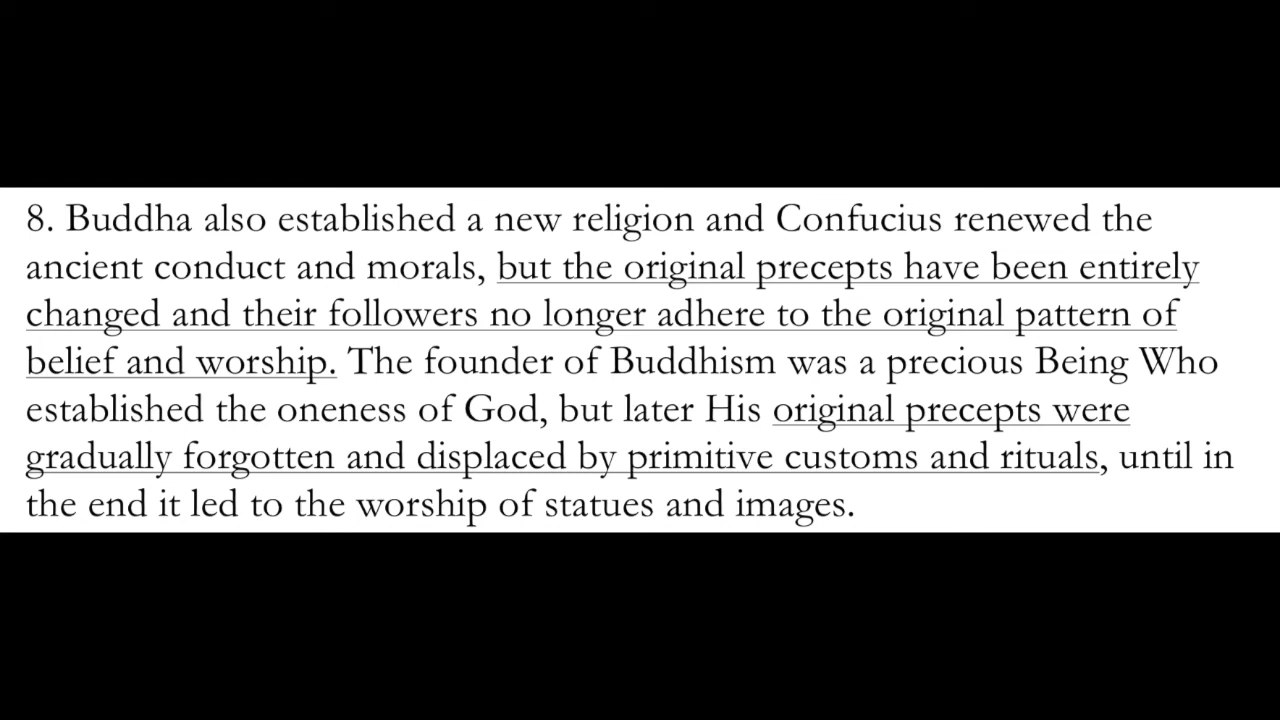 8. Buddha also established a new religion and Confucius renewed the
ancient conduct and morals, but the original precepts have been entirely
changed and their followers no longer adhere to the original pattern of
belief and worship. The founder of Buddhism was a precious Being Who
established the oneness of God, but later His original precepts were
gradually forgotten and displaced by primitive customs and rituals, until in
the end it led to the worship of statues and images.